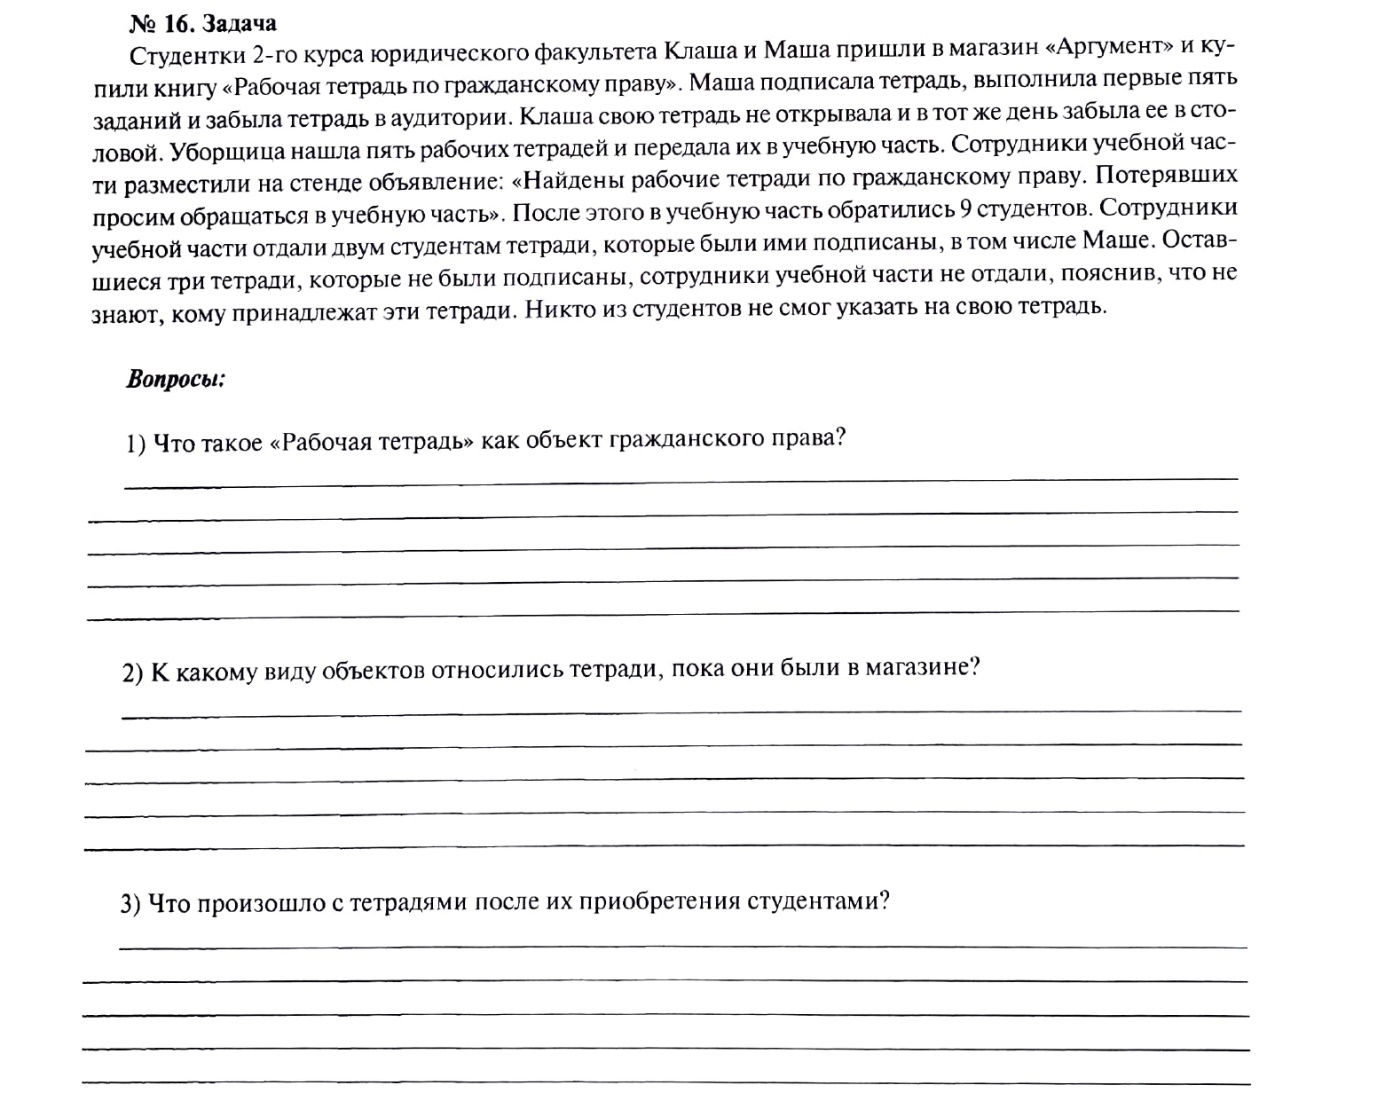 № 16. Задача
Студентки 2-го курса юридического факультета Клаша и Маша пришли в магазин «Аргумент» и ку-
пили книгу «Рабочая тетрадь по гражданскому праву». Маша подписала тетрадь, выполнила первые пять
заданий и забыла тетрадь в аудитории. Клаша свою тетрадь не открывала и в тот же день забыла ее в сто-
ловой. Уборщица нашла пять рабочих тетрадей и передала их в учебную часть. Сотрудники учебной час-
ти разместили на стенде объявление: «Найдены рабочие тетради по гражданскому праву. Потерявших
просим обращаться в учебную часть». После этого в учебную часть обратились 9 студентов. Сотрудники
учебной части отдали двум студентам тетради, которые были ими подписаны, в том числе Маше. Остав-
шиеся три тетради, которые не были подписаны, сотрудники учебной части не отдали, пояснив, что не
знают, кому принадлежат эти тетради. Никто из студентов не смог указать на свою тетрадь.
Вопросы:
1) Что такое «Рабочая тетрадь» как объект гражданского права?
2) К какому виду объектов относились тетради, пока они были в магазине?
3) Что произошло с тетрадями после их приобретения студентами?